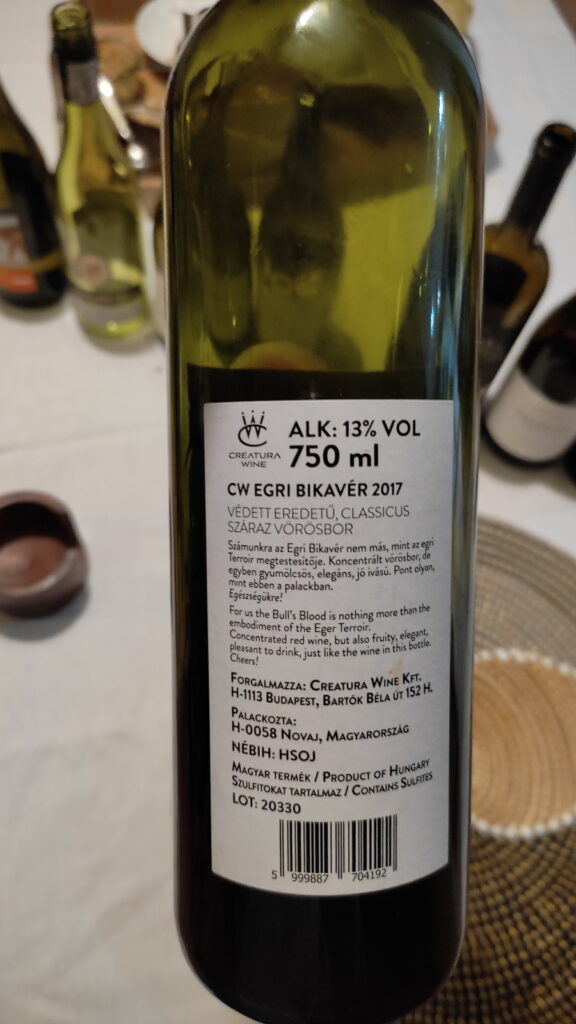 CREATURA
WINE
ALK: 13% VOL
750 ml
CW EGRI BIKAVÉR 2017
VÉDETT EREDETŰ, CLASSICUS
SZÁRAZ VÖRÖSBOR
Számunkra az Egri Bikavér nem más, mint az egri
Terroir megtestesítője. Koncentrált vörösbor, de
egyben gyümölcsös, elegáns, jó ivású. Pont olyan,
mint ebben a palackban.
Egészségükre!
For us the Bull's Blood is nothing more than the
embodiment of the Eger Terroir.
Concentrated red wine, but also fruity, elegant,
pleasant to drink, just like the wine in this bottle.
Cheers!
FORGALMAZZA: CREATURA WINE KFT.
H-1113 BUDAPEST, BARTÓK BÉLA ÚT 152 H.
PALACKOZTA:
H-0058 NOVAJ, MAGYARORSZÁG
NÉBIH: HSOJ
MAGYAR TERMÉK / PRODUCT OF HUNGARY
SZULFITOKAT TARTALMAZ / CONTAINS SULFITES
LOT: 20330
5 999887 704192